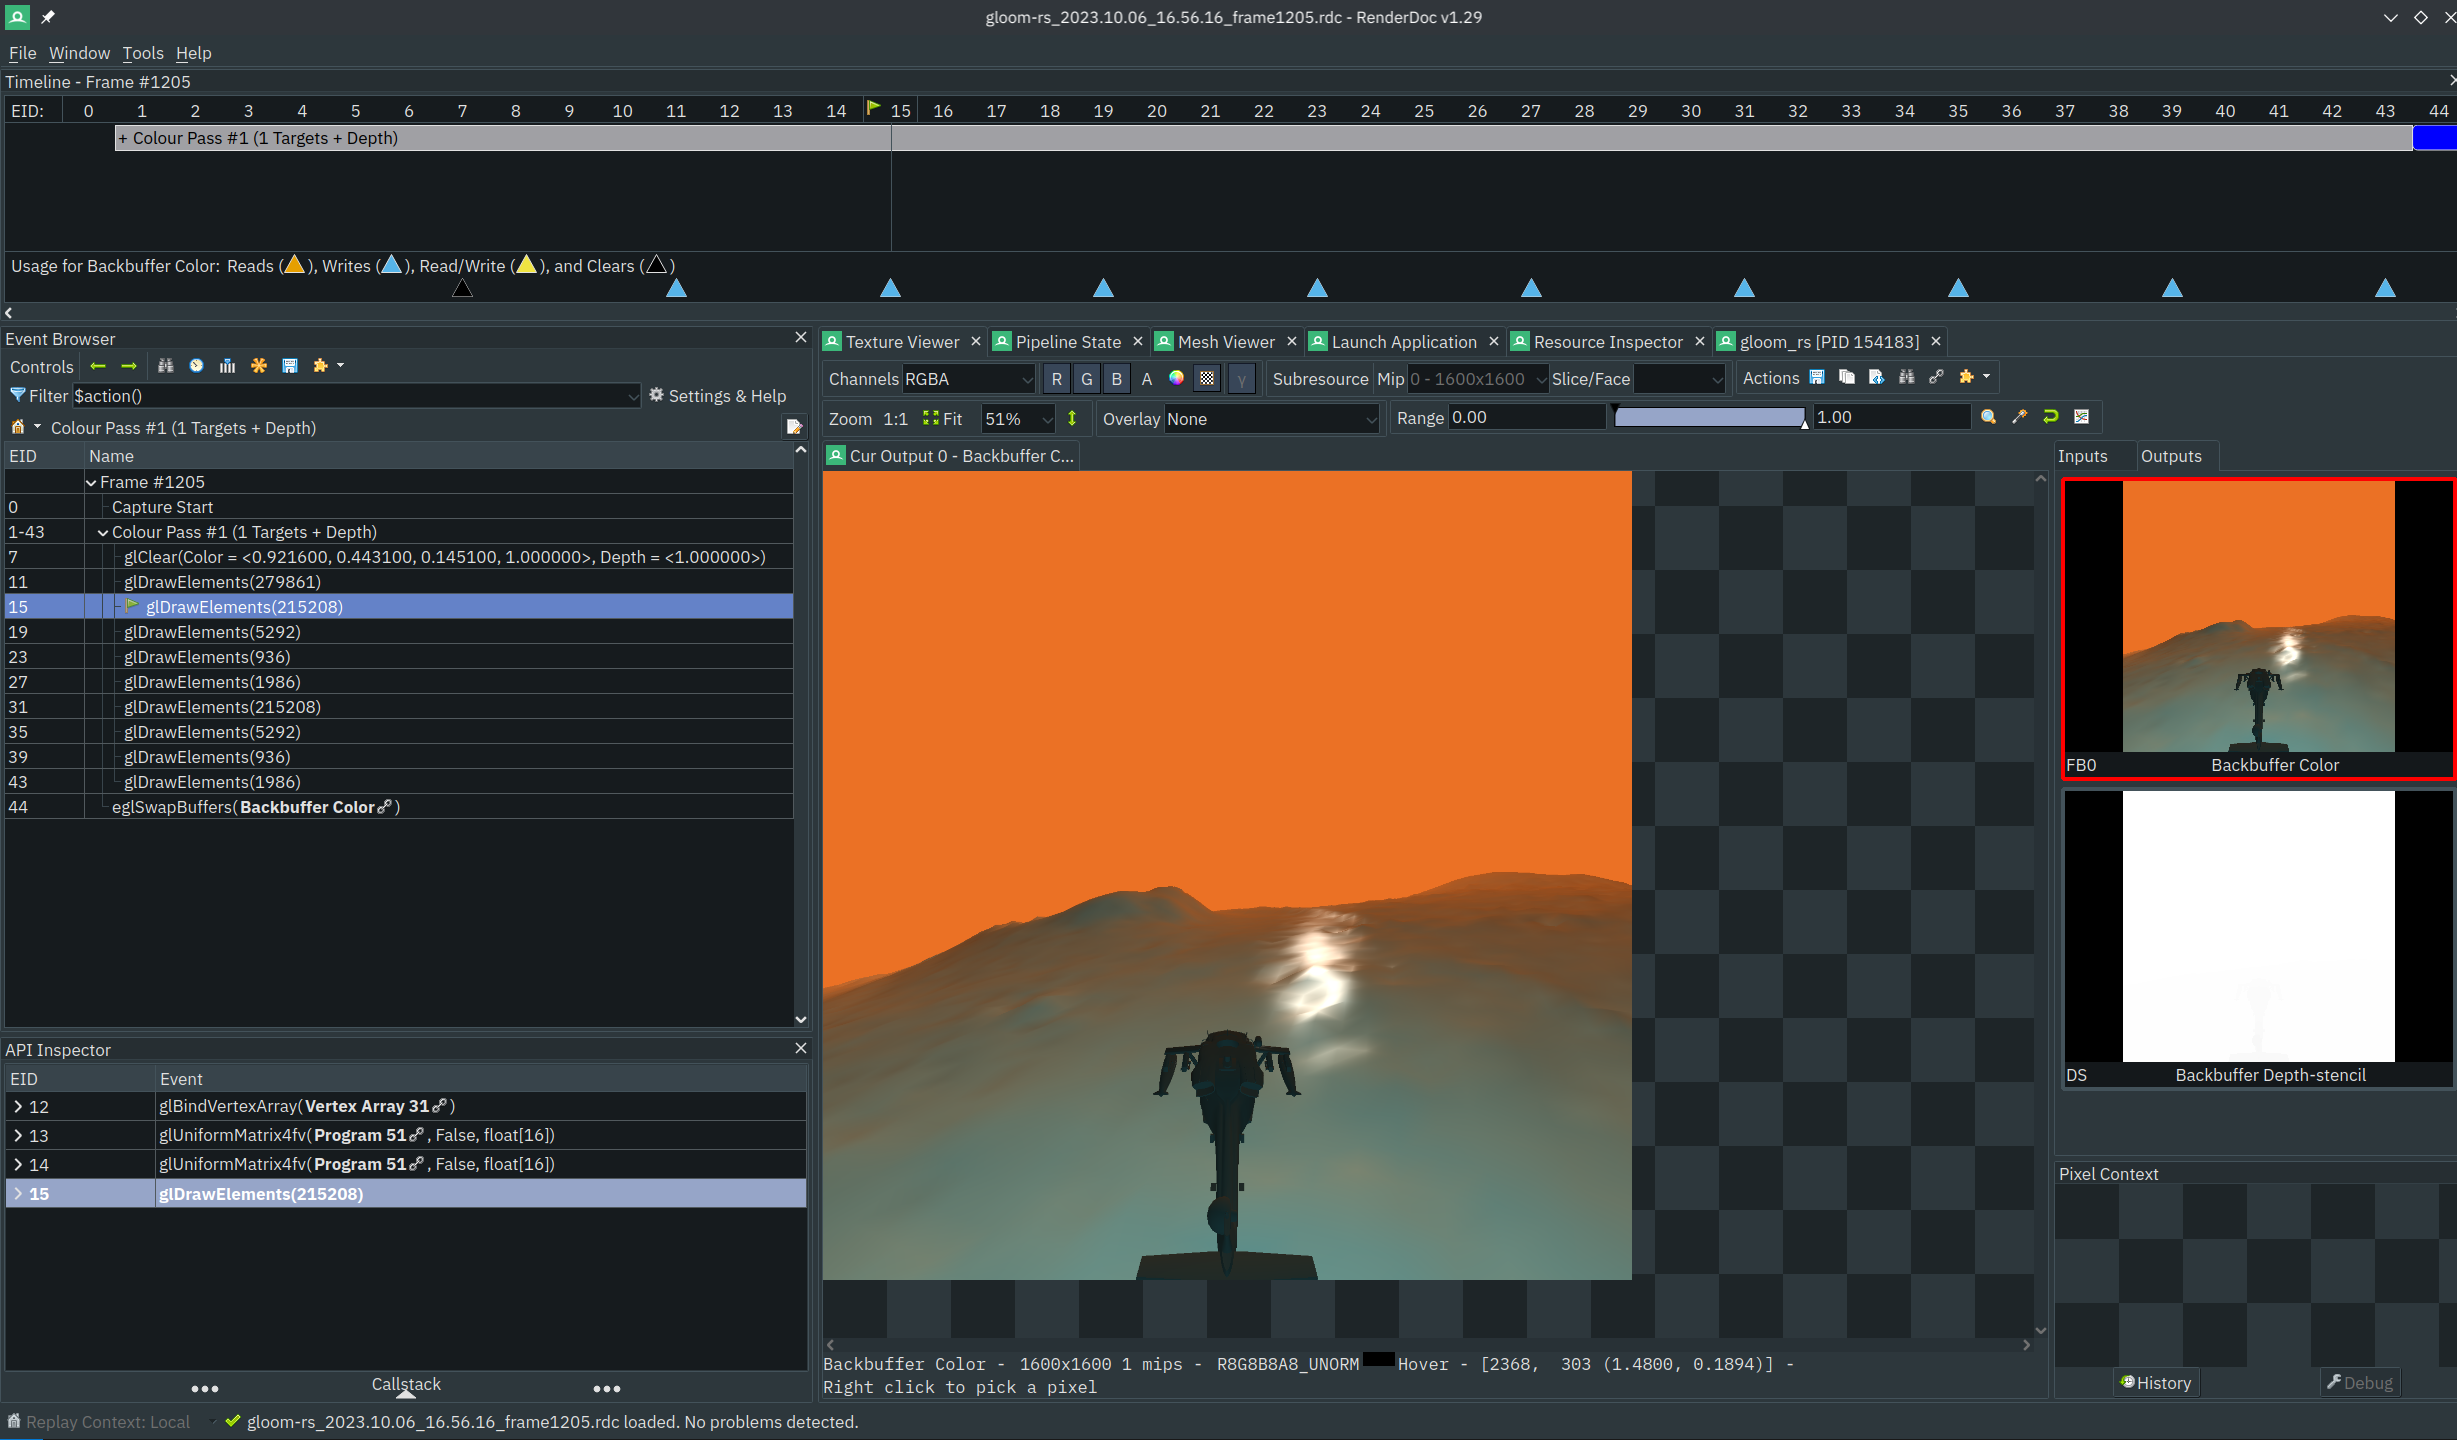 gloom-rs_2023.10.06_16.56.16_frame1205.rdc - RenderDoc v1.29
File Window Tools Help
Timeline - Frame #1205
EID: 0 1 2 3 4 5 6 7 8 9 10 11 12 13 14 15 16 17 18 19 20 21 22 23 24 25 26 27 28 29 30 31 32 33 34 35 36 37 38 39 40 41 42 43 44
+ Colour Pass #1 (1 Targets + Depth)
Usage for Backbuffer Color: Reads ( ), Writes ( ), Read/Write ( ), and Clears ( )
Event Browser
Controls
Filter $action() Settings & Help
Colour Pass #1 (1 Targets + Depth)
EID Name
Frame #1205
0 Capture Start
1-43 Colour Pass #1 (1 Targets + Depth)
7 glClear(Color = <0.921600, 0.443100, 0.145100, 1.000000>, Depth = <1.000000>)
11 glDrawElements(279861)
15 glDrawElements(215208)
19 glDrawElements(5292)
23 glDrawElements(936)
27 glDrawElements(1986)
31 glDrawElements(215208)
35 glDrawElements(5292)
39 glDrawElements(936)
43 glDrawElements(1986)
44 eglSwapBuffers(Backbuffer Color )
API Inspector
EID Event
12 glBindVertexArray(Vertex Array 31 )
13 glUniformMatrix4fv(Program 51 , False, float[16])
14 glUniformMatrix4fv(Program 51 , False, float[16])
15 glDrawElements(215208)
Callstack
Texture Viewer Pipeline State Mesh Viewer Launch Application Resource Inspector gloom_rs [PID 154183]
Channels RGBA R G B A γ Subresource Mip 0 - 1600x1600 Slice/Face Actions
Zoom 1:1 Fit 51% Overlay None Range 0.00 1.00
Cur Output 0 - Backbuffer C...
Inputs Outputs
FB0 Backbuffer Color
DS Backbuffer Depth-stencil
Pixel Context
History Debug
Backbuffer Color - 1600x1600 1 mips - R8G8B8A8_UNORM Hover - [2368, 303 (1.4800, 0.1894)] -
Right click to pick a pixel
Replay Context: Local gloom-rs_2023.10.06_16.56.16_frame1205.rdc loaded. No problems detected.